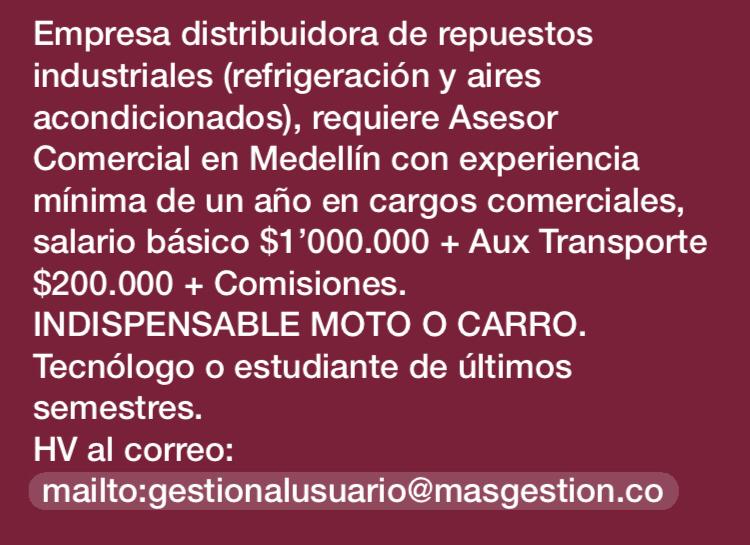 Empresa distribuidora de repuestos
industriales (refrigeración y aires
acondicionados), requiere Asesor
Comercial en Medellín con experiencia
mínima de un año en cargos comerciales,
salario básico $1’000.000 + Aux Transporte
$200.000 + Comisiones.
INDISPENSABLE MOTO O CARRO.
Tecnólogo o estudiante de últimos
semestres.
HV al correo:
mailto:gestionalusuario@masgestion.co